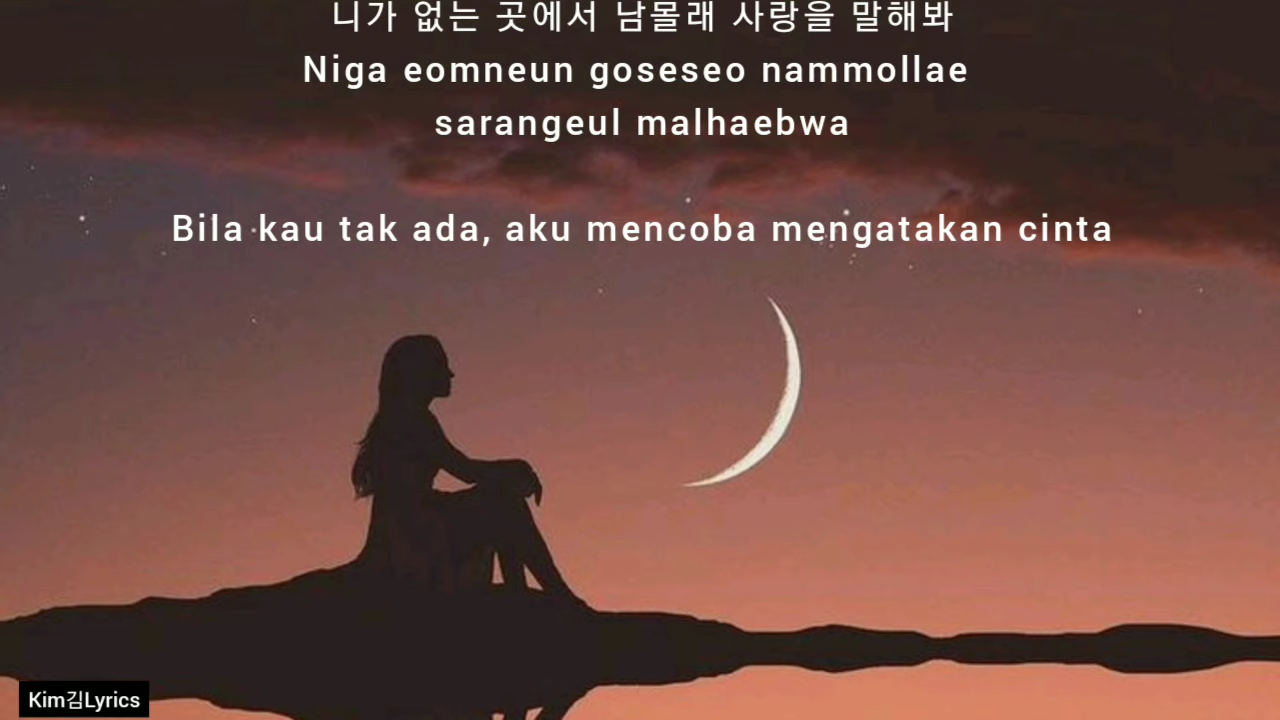 니가 없는 곳에서 남몰래 사랑을 말해봐
Niga eomneun goseseo nammollae
sarangeul malhaebwa
Bila kau tak ada, aku mencoba mengatakan cinta
Kim김Lyrics